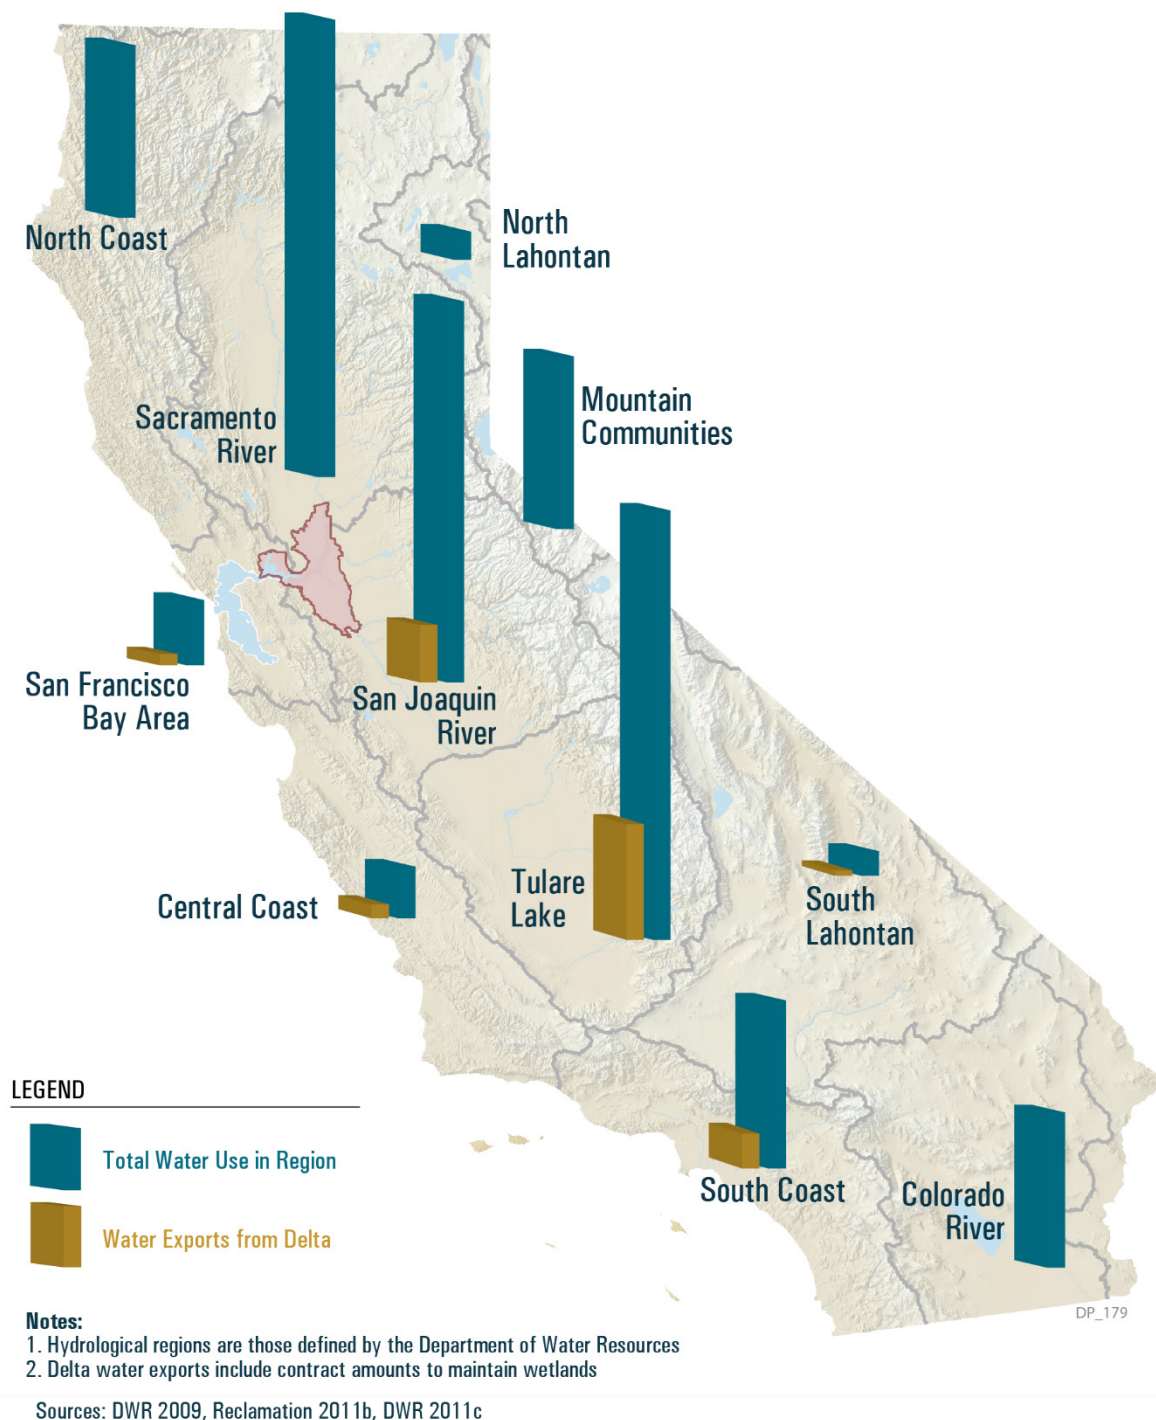 North Coast
North
Lahontan
Mountain
Communities
Sacramento
River
San Francisco
Bay Area
San Joaquin
River
Central Coast
Tulare
Lake
South
Lahontan
South Coast
Colorado
River
LEGEND
Total Water Use in Region
Water Exports from Delta
DP_179
Notes:
1. Hydrological regions are those defined by the Department of Water Resources
2. Delta water exports include contract amounts to maintain wetlands
Sources: DWR 2009, Reclamation 2011b, DWR 2011c